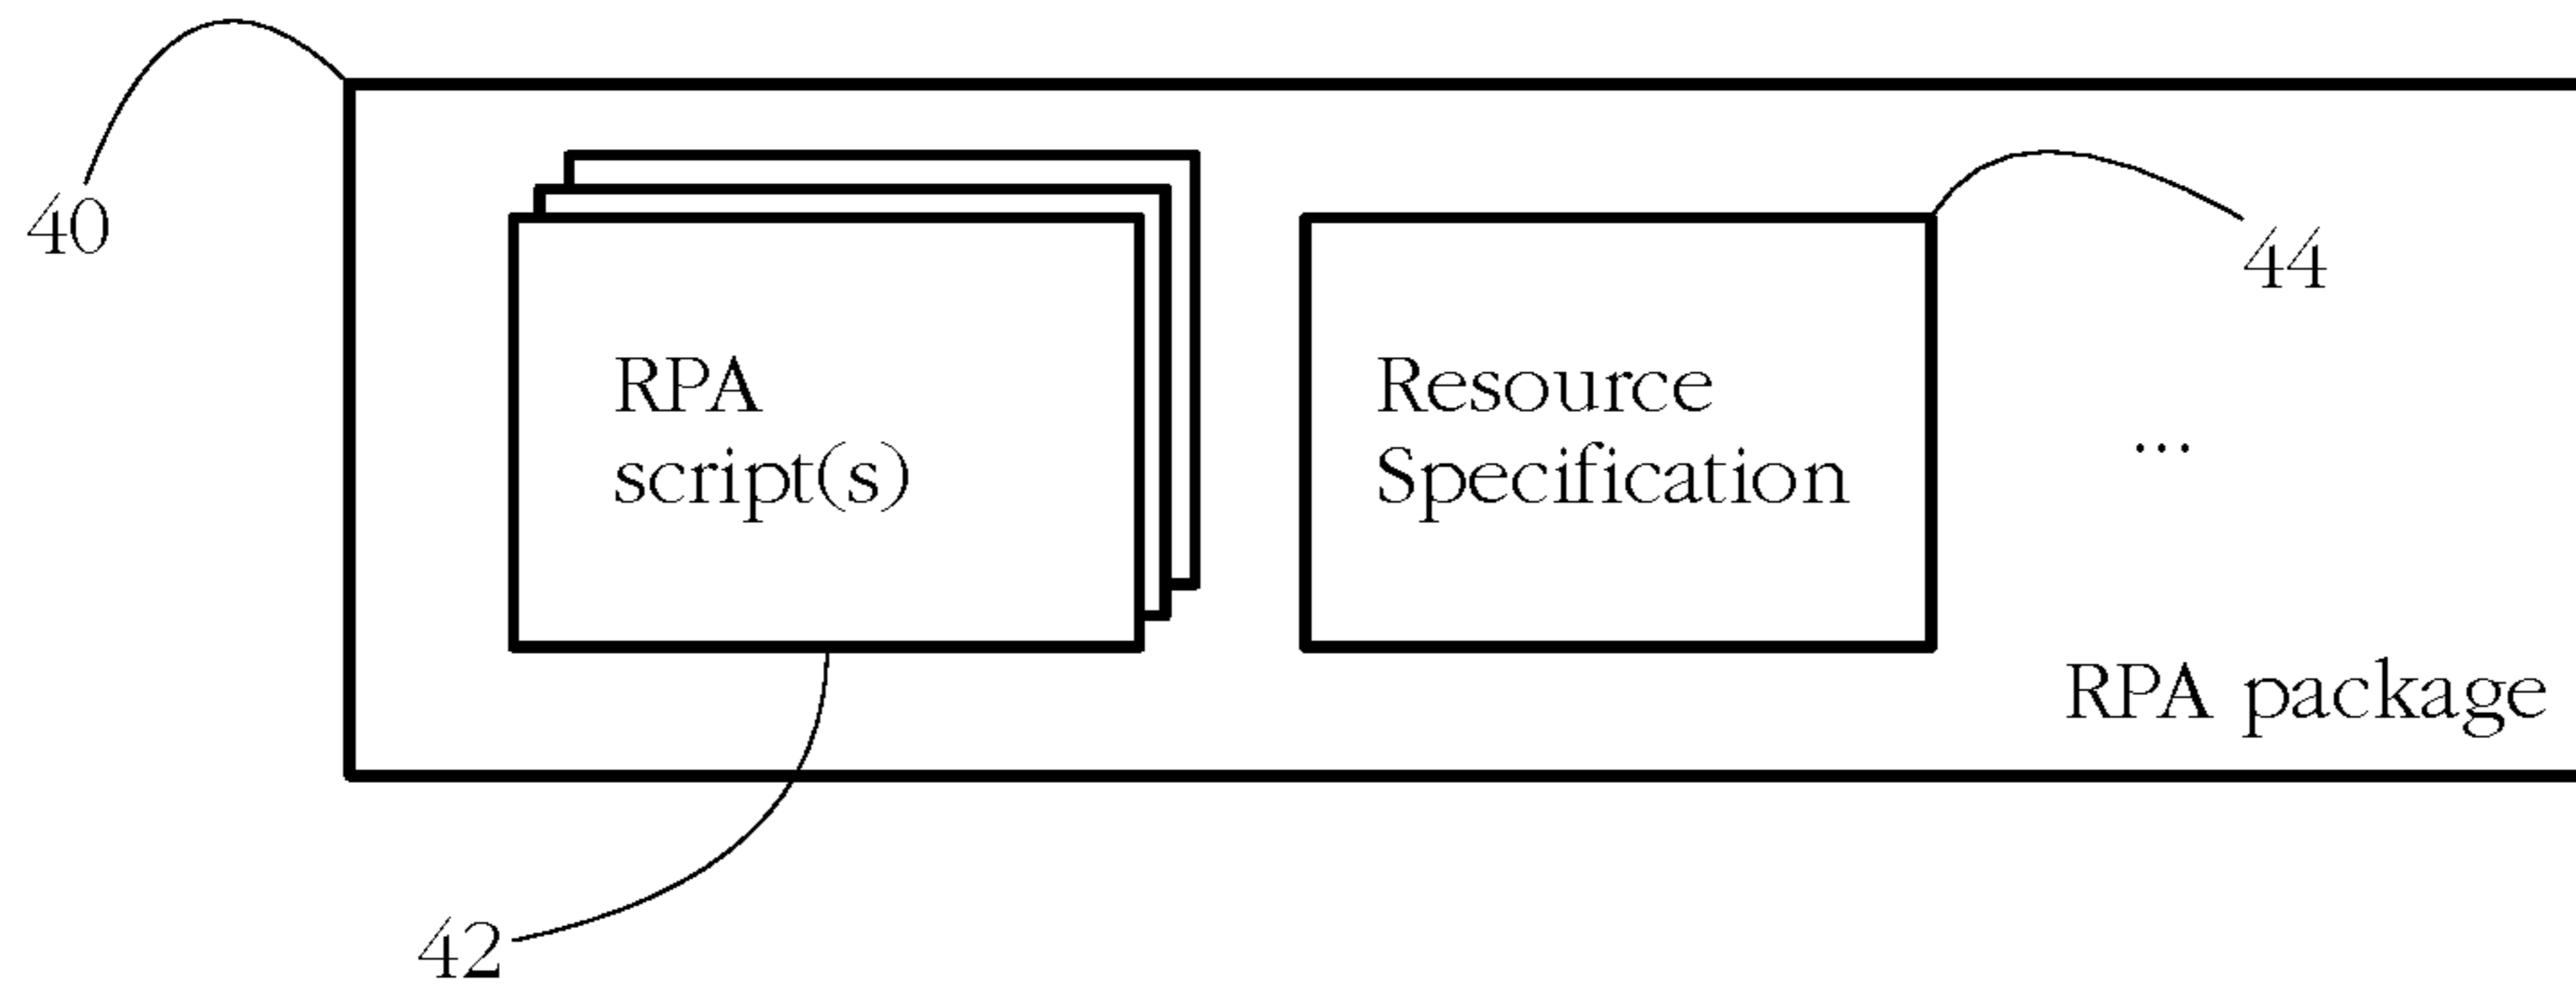 40
44
RPA
script(s)
Resource
Specification
...
RPA package
42